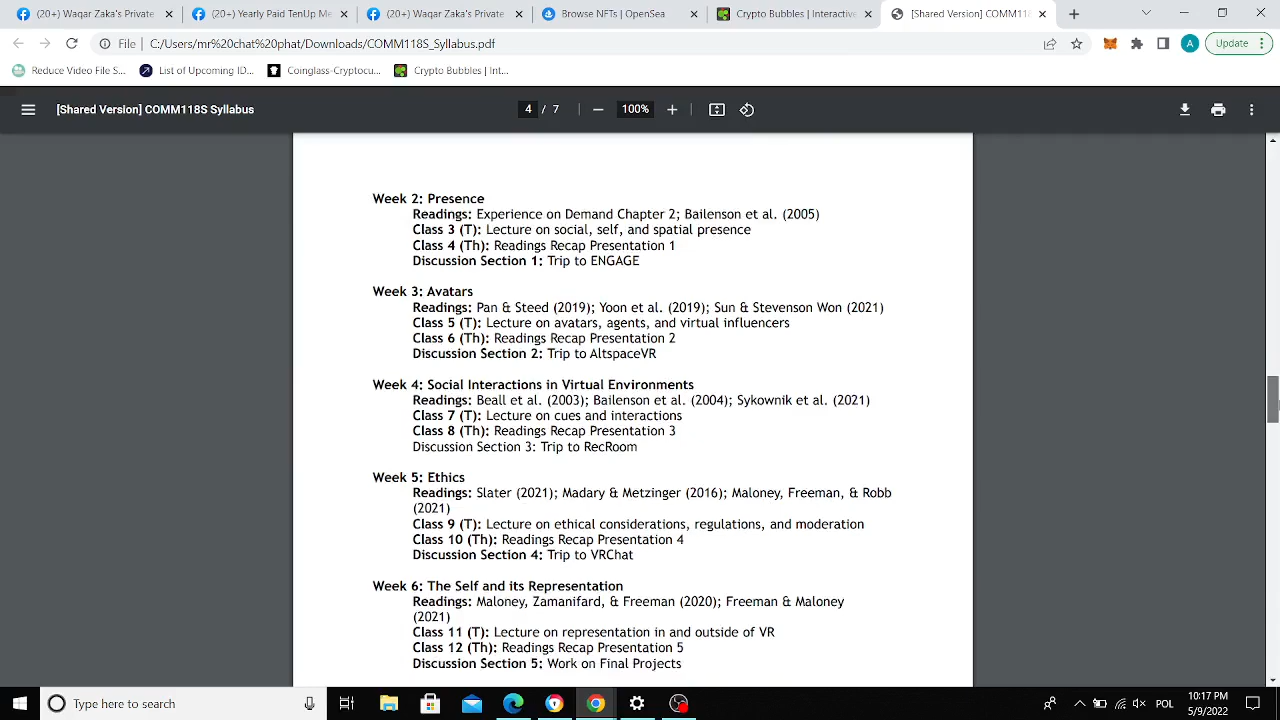 (20+) Waqar Zaka's Private
(20+) Yearly Paid TenUp Me
(20+) Waqar Zaka's Private
Browse NFTs | OpenSea
Crypto Bubbles | Interactive
[Shared Version] COMM118
File | C:/Users/mr%20chat%20phat/Downloads/COMM118S_Syllabus.pdf
A
Update
Reduce Video File S...
List of Upcoming ID...
Coinglass-Cryptocu...
Crypto Bubbles | Int...
[Shared Version] COMM118S Syllabus
4 / 7
100%
Week 2: Presence
Readings: Experience on Demand Chapter 2; Bailenson et al. (2005)
Class 3 (T): Lecture on social, self, and spatial presence
Class 4 (Th): Readings Recap Presentation 1
Discussion Section 1: Trip to ENGAGE
Week 3: Avatars
Readings: Pan & Steed (2019); Yoon et al. (2019); Sun & Stevenson Won (2021)
Class 5 (T): Lecture on avatars, agents, and virtual influencers
Class 6 (Th): Readings Recap Presentation 2
Discussion Section 2: Trip to AltspaceVR
Week 4: Social Interactions in Virtual Environments
Readings: Beall et al. (2003); Bailenson et al. (2004); Sykownik et al. (2021)
Class 7 (T): Lecture on cues and interactions
Class 8 (Th): Readings Recap Presentation 3
Discussion Section 3: Trip to RecRoom
Week 5: Ethics
Readings: Slater (2021); Madary & Metzinger (2016); Maloney, Freeman, & Robb
(2021)
Class 9 (T): Lecture on ethical considerations, regulations, and moderation
Class 10 (Th): Readings Recap Presentation 4
Discussion Section 4: Trip to VRChat
Week 6: The Self and its Representation
Readings: Maloney, Zamanifard, & Freeman (2020); Freeman & Maloney
(2021)
Class 11 (T): Lecture on representation in and outside of VR
Class 12 (Th): Readings Recap Presentation 5
Discussion Section 5: Work on Final Projects
Type here to search
POL
10:17 PM
5/9/2022